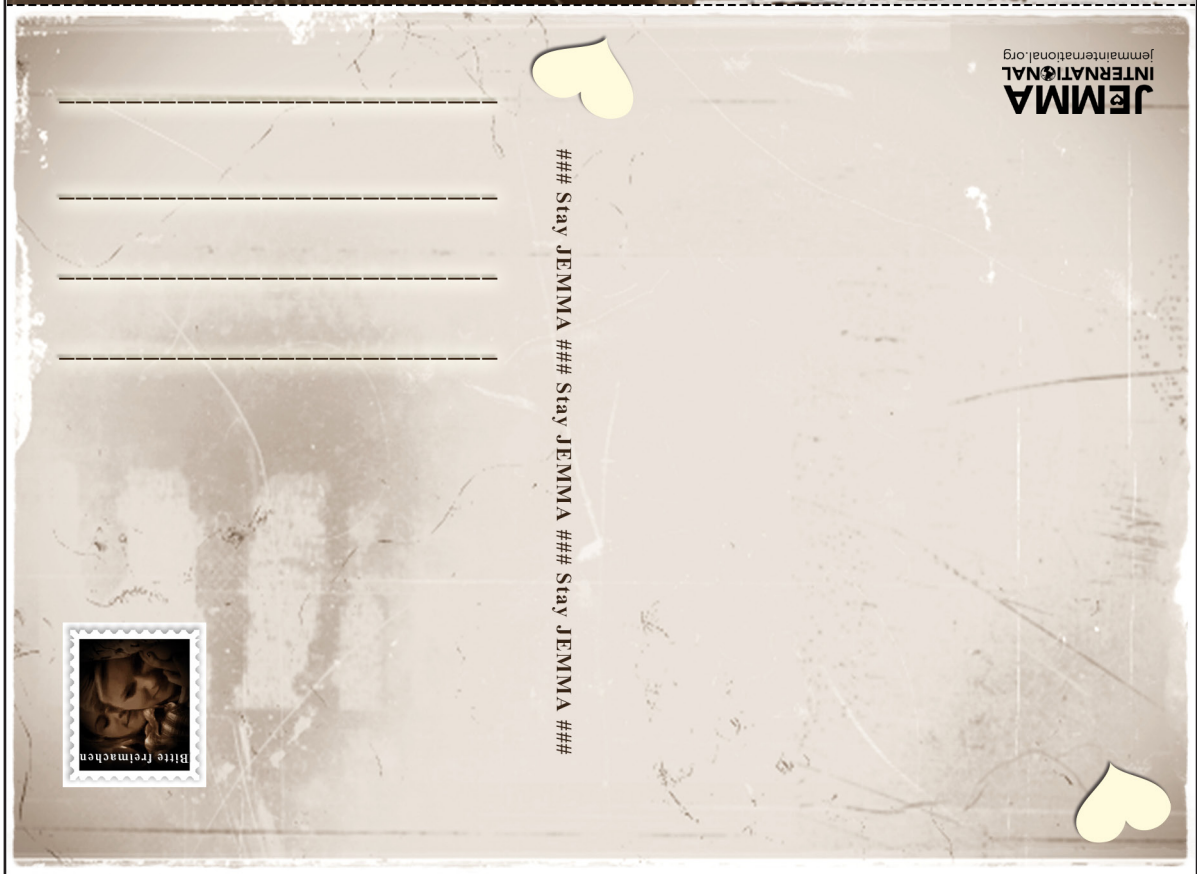 JEMMA
INTERNATIONAL
jemmainternational.org
### Stay JEMMA ### Stay JEMMA ### Stay JEMMA ###
Bitte freimachen